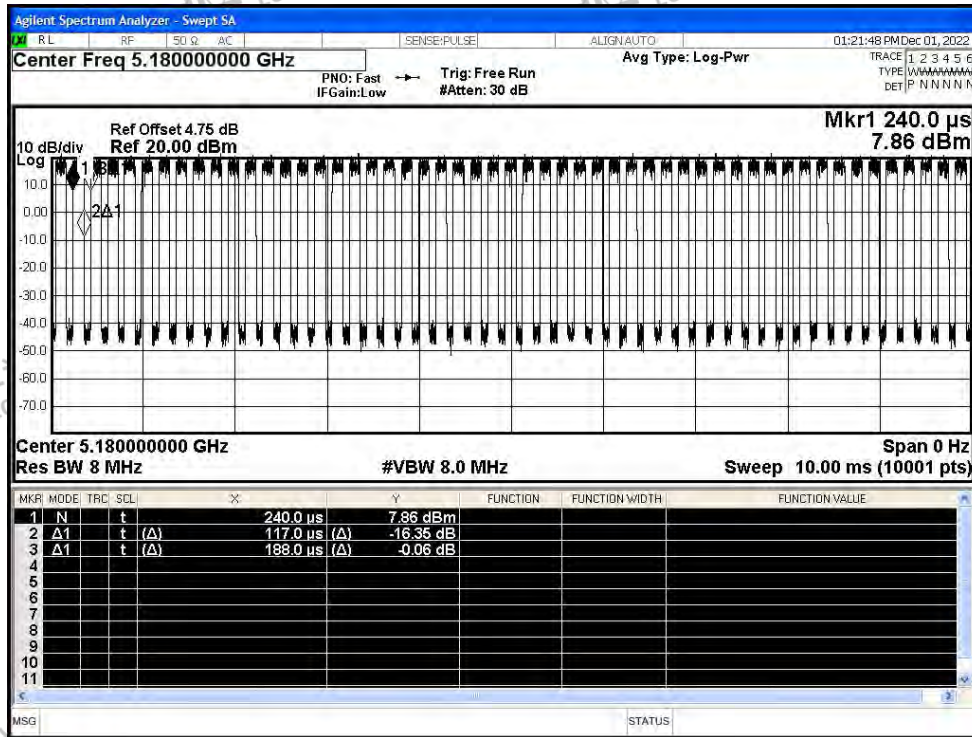 Agilent Spectrum Analyzer - Swept SA
LXI RL RF 50 Ω AC SENSE:PULSE ALIGNAUTO 01:21:48 PM Dec 01, 2022
Center Freq 5.180000000 GHz
PNO: Fast
IFGain:Low
Trig: Free Run
#Atten: 30 dB
Avg Type: Log-Pwr
TRACE 1 2 3 4 5 6
TYPE WWWWWW
DET P N N N N N
Mkr1 240.0 μs
7.86 dBm
Ref Offset 4.75 dB
10 dB/div Ref 20.00 dBm
Log
1
2Δ1
10.0
0.00
-10.0
-20.0
-30.0
-40.0
-50.0
-60.0
-70.0
Center 5.180000000 GHz Span 0 Hz
Res BW 8 MHz #VBW 8.0 MHz Sweep 10.00 ms (10001 pts)
MKR MODE TRC SCL X Y FUNCTION FUNCTION WIDTH FUNCTION VALUE
1 N t 240.0 μs 7.86 dBm
2 Δ1 t (Δ) 117.0 μs (Δ) -16.35 dB
3 Δ1 t (Δ) 188.0 μs (Δ) -0.06 dB
4
5
6
7
8
9
10
11
MSG STATUS